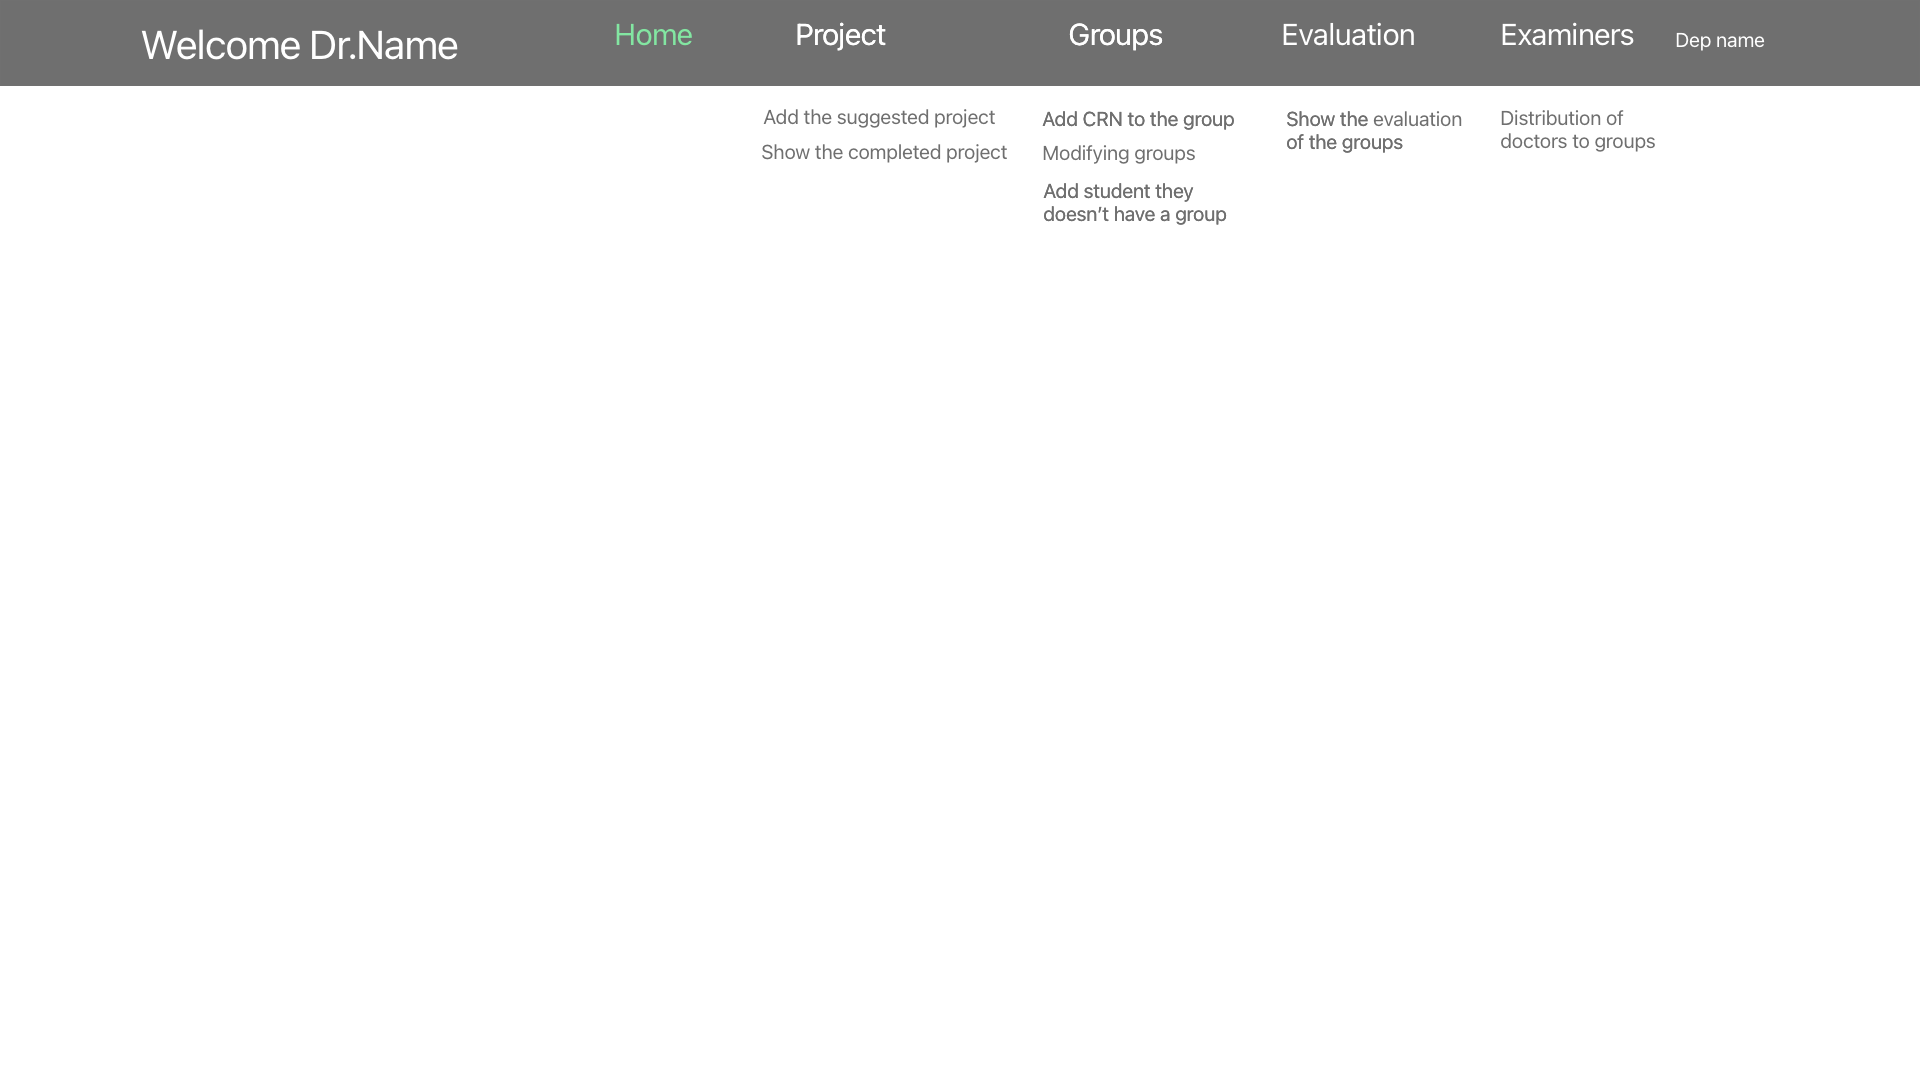 Welcome Dr.Name
Home
Project
Groups
Evaluation
Examiners
Dep name
Add the suggested project
Show the completed project
Add CRN to the group
Modifying groups
Add student they
doesn’t have a group
Show the evaluation
of the groups
Distribution of
doctors to groups